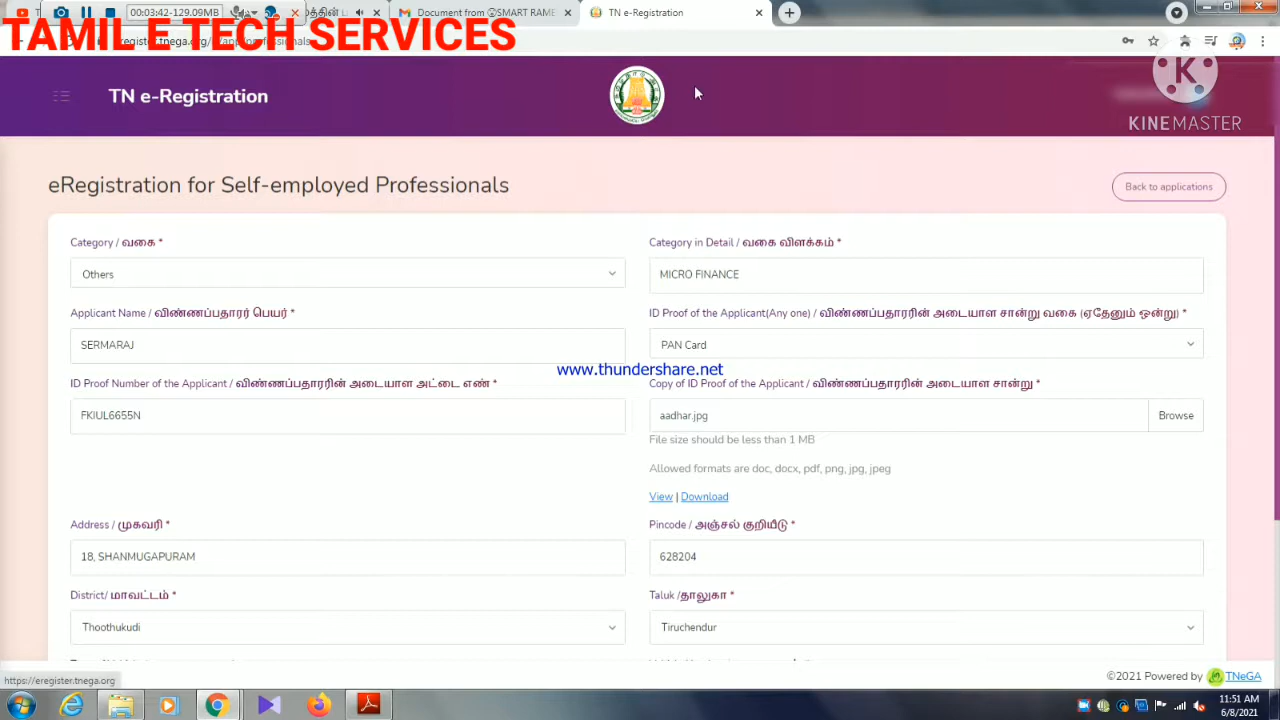 00:03:42-129.09MB
Document from
SMART RAME
TN e-Registration
TAMIL E TECH SERVICES
TN e-Registration
KINEMASTER
eRegistration for Self-employed Professionals
Back to applications
Category / வகை *
Category in Detail / வகை விளக்கம் *
Others
MICRO FINANCE
Applicant Name / விண்ணப்பதாரர் பெயர் *
ID Proof of the Applicant(Any one) / விண்ணப்பதாரரின் அடையாள சான்று வகை (ஏதேனும் ஒன்று) *
SERMARAJ
PAN Card
www.thundershare.net
ID Proof Number of the Applicant / விண்ணப்பதாரரின் அடையாள அட்டை எண் *
Copy of ID Proof of the Applicant / விண்ணப்பதாரரின் அடையாள சான்று *
FKIUL6655N
aadhar.jpg
Browse
File size should be less than 1 MB
Allowed formats are doc, docx, pdf, png, jpg, jpeg
View | Download
Address / முகவரி *
Pincode / அஞ்சல் குறியீடு *
18, SHANMUGAPURAM
628204
District/ மாவட்டம் *
Taluk /தாலுகா *
Thoothukudi
Tiruchendur
https://eregister.tnega.org
©2021 Powered by TNeGA
11:51 AM
6/8/2021